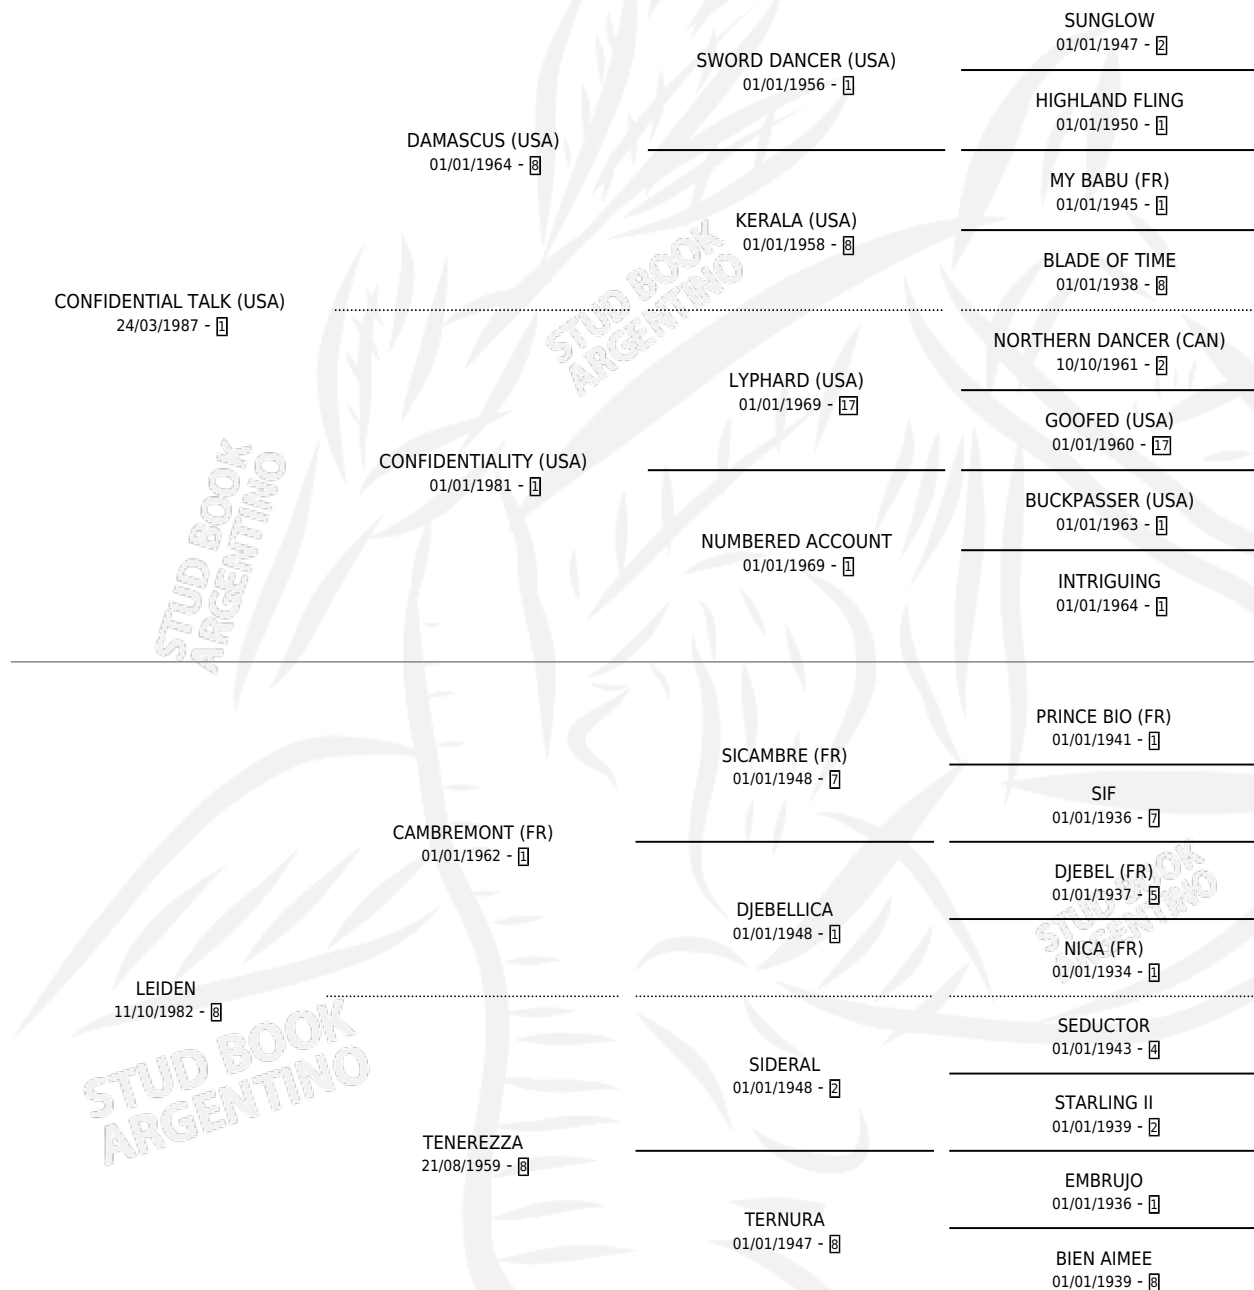 SUNGLOW
01/01/1947 - 2
SWORD DANCER (USA)
01/01/1956 - 1
HIGHLAND FLING
01/01/1950 - 1
DAMASCUS (USA)
01/01/1964 - 8
MY BABU (FR)
01/01/1945 - 1
KERALA (USA)
01/01/1958 - 8
BLADE OF TIME
01/01/1938 - 8
CONFIDENTIAL TALK (USA)
24/03/1987 - 1
NORTHERN DANCER (CAN)
10/10/1961 - 2
LYPHARD (USA)
01/01/1969 - 17
GOOFED (USA)
01/01/1960 - 17
CONFIDENTIALITY (USA)
01/01/1981 - 1
BUCKPASSER (USA)
01/01/1963 - 1
NUMBERED ACCOUNT
01/01/1969 - 1
INTRIGUING
01/01/1964 - 1
PRINCE BIO (FR)
01/01/1941 - 1
SICAMBRE (FR)
01/01/1948 - 7
SIF
01/01/1936 - 7
CAMBREMONT (FR)
01/01/1962 - 1
DJEBEL (FR)
01/01/1937 - 5
DJEBELLICA
01/01/1948 - 1
NICA (FR)
01/01/1934 - 1
LEIDEN
11/10/1982 - 8
SEDUCTOR
01/01/1943 - 4
SIDERAL
01/01/1948 - 2
STARLING II
01/01/1939 - 2
TENEREZZA
21/08/1959 - 8
EMBRUJO
01/01/1936 - 1
TERNURA
01/01/1947 - 8
BIEN AIMEE
01/01/1939 - 8
STUD BOOK
ARGENTINO
STUD BOOK
ARGENTINO
STUD BOOK
ARGENTINO
STUD BOOK
ARGENTINO